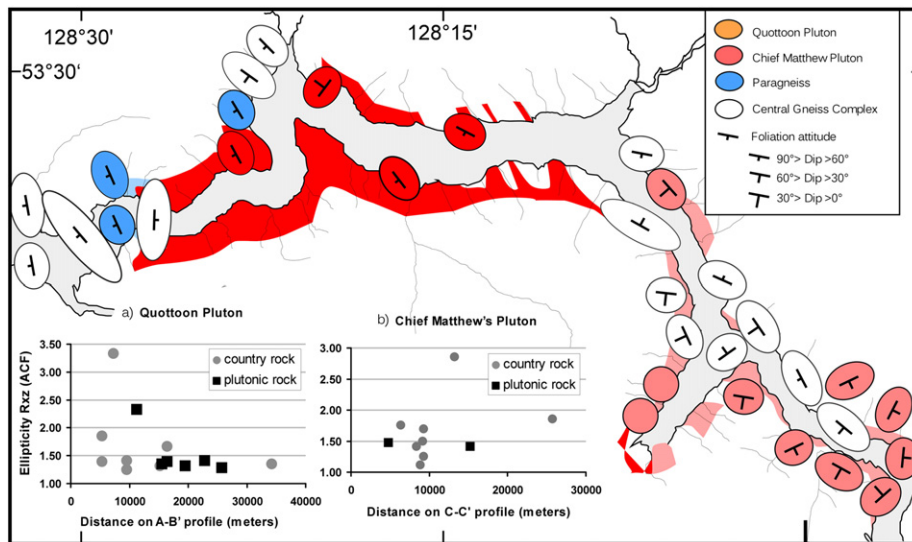 128°30'
128°15'
53°30'
Quottoon Pluton
Chief Matthew Pluton
Paragneiss
Central Gneiss Complex
Foliation attitude
90°> Dip >60°
60°> Dip >30°
30°> Dip >0°
a) Quottoon Pluton
b) Chief Matthew's Pluton
Ellipticity Rxz (ACF)
3.50
3.00
2.50
2.00
1.50
1.00
country rock
plutonic rock
0
10000
20000
30000
40000
Distance on A-B' profile (meters)
3.00
2.50
2.00
1.50
1.00
country rock
plutonic rock
0
10000
20000
30000
Distance on C-C' profile (meters)